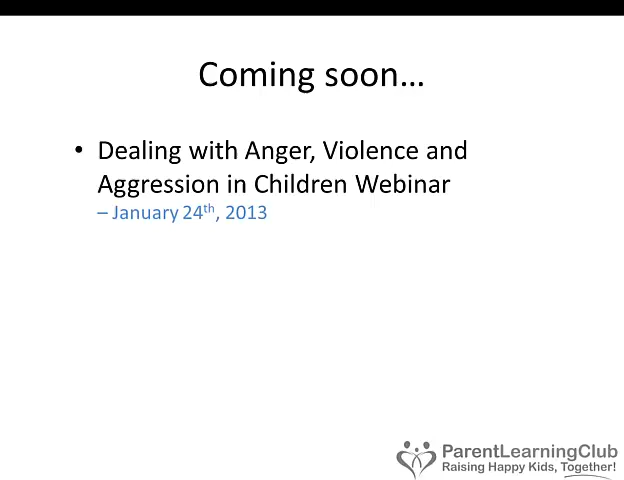 Coming soon…
• Dealing with Anger, Violence and
Aggression in Children Webinar
– January 24th, 2013
ParentLearningClub
Raising Happy Kids, Together!